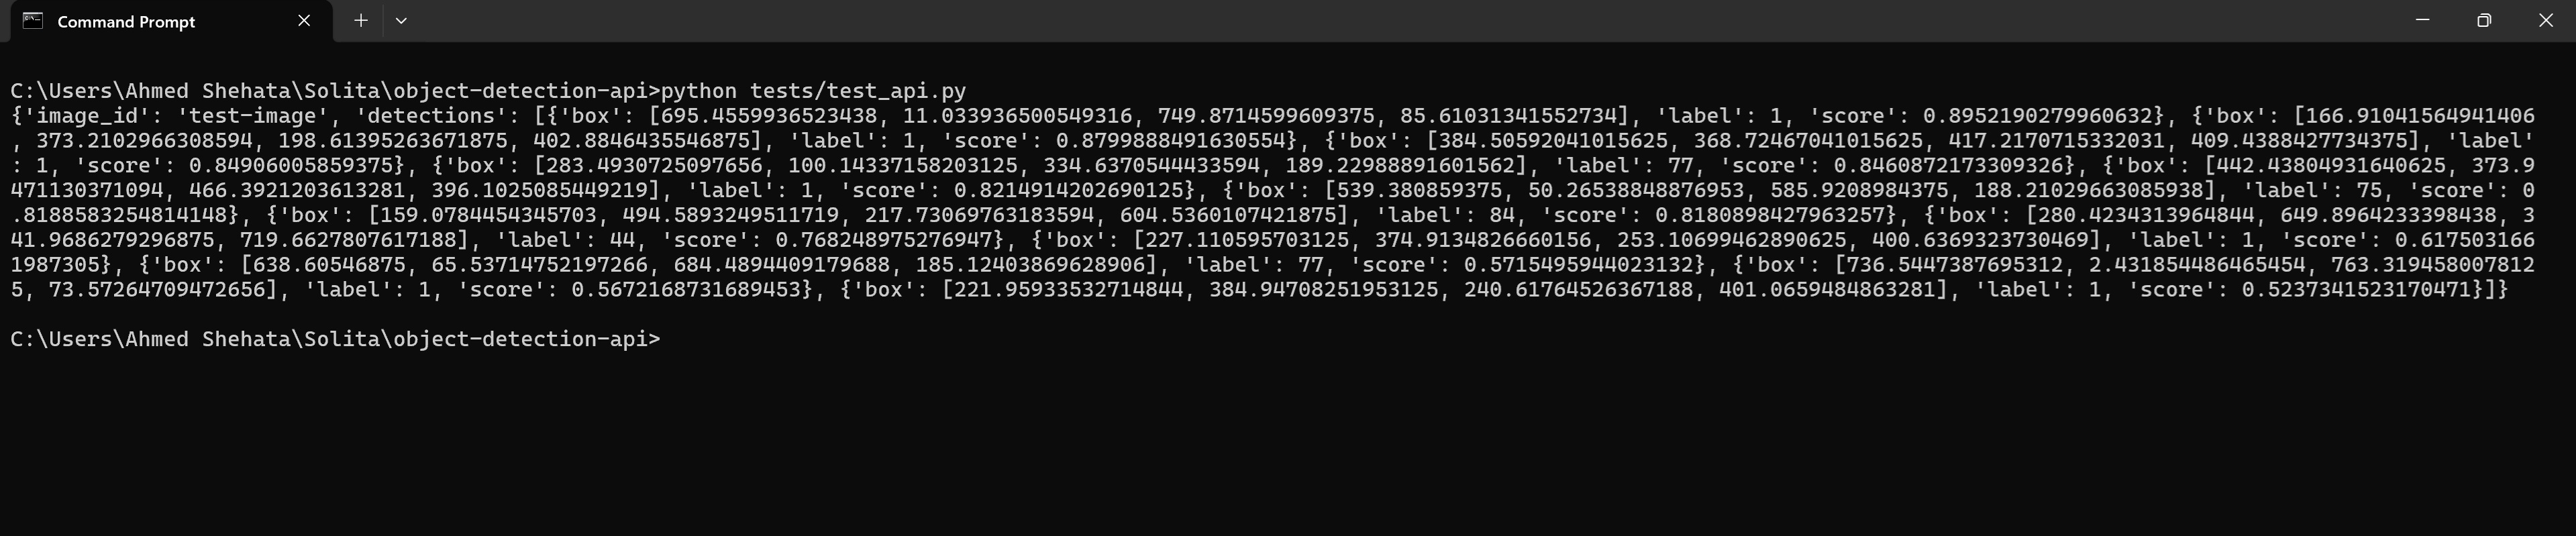 Command Prompt
C:\Users\Ahmed Shehata\Solita\object-detection-api>python tests/test_api.py
{'image_id': 'test-image', 'detections': [{'box': [695.4559936523438, 11.033936500549316, 749.8714599609375, 85.61031341552734], 'label': 1, 'score': 0.8952190279960632}, {'box': [166.91041564941406
, 373.2102966308594, 198.61395263671875, 402.8846435546875], 'label': 1, 'score': 0.8799888491630554}, {'box': [384.50592041015625, 368.72467041015625, 417.2170715332031, 409.4388427734375], 'label'
: 1, 'score': 0.84906005859375}, {'box': [283.4930725097656, 100.14337158203125, 334.6370544433594, 189.22988891601562], 'label': 77, 'score': 0.8460872173309326}, {'box': [442.43804931640625, 373.9
471130371094, 466.3921203613281, 396.1025085449219], 'label': 1, 'score': 0.8214914202690125}, {'box': [539.380859375, 50.26538848876953, 585.9208984375, 188.21029663085938], 'label': 75, 'score': 0
.8188583254814148}, {'box': [159.0784454345703, 494.5893249511719, 217.73069763183594, 604.5360107421875], 'label': 84, 'score': 0.8180898427963257}, {'box': [280.4234313964844, 649.8964233398438, 3
41.9686279296875, 719.6627807617188], 'label': 44, 'score': 0.768248975276947}, {'box': [227.110595703125, 374.9134826660156, 253.10699462890625, 400.6369323730469], 'label': 1, 'score': 0.617503166
1987305}, {'box': [638.60546875, 65.53714752197266, 684.4894409179688, 185.12403869628906], 'label': 77, 'score': 0.5715495944023132}, {'box': [736.5447387695312, 2.431854486465454, 763.319458007812
5, 73.57264709472656], 'label': 1, 'score': 0.5672168731689453}, {'box': [221.95933532714844, 384.94708251953125, 240.61764526367188, 401.0659484863281], 'label': 1, 'score': 0.5237341523170471}]}
C:\Users\Ahmed Shehata\Solita\object-detection-api>